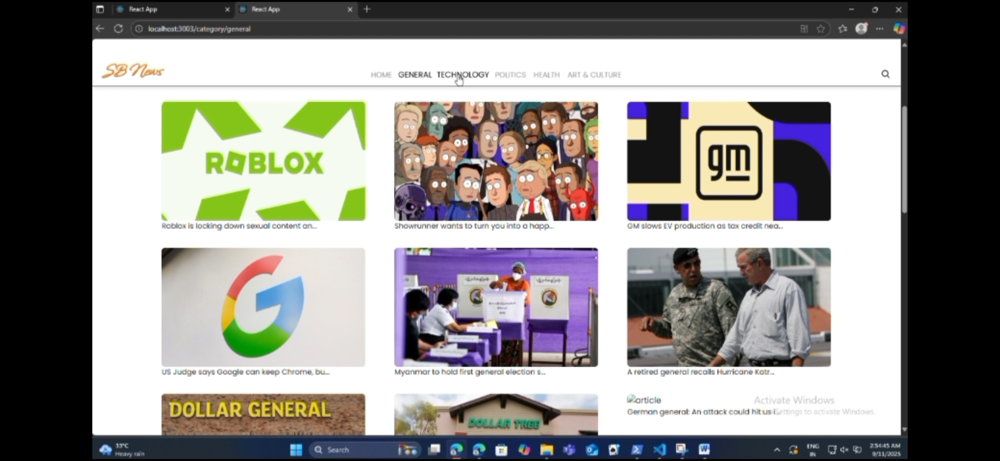 React App
React App
localhost:3003/category/general
SB News
HOME GENERAL TECHNOLOGY POLITICS HEALTH ART & CULTURE
ROBLOX
gm
Roblox is locking down sexual content an...
Showrunner wants to turn you into a happ...
GM slows EV production as tax credit nea...
US Judge says Google can keep Chrome, bu...
Myanmar to hold first general election s...
A retired general recalls Hurricane Katr...
DOLLAR GENERAL
DOLLAR TREE
article
German general: An attack could hit us i...
Activate Windows
Settings to activate Windows.
33°C
Heavy rain
Search
ENG
IN
2:54:45 AM
9/11/2025